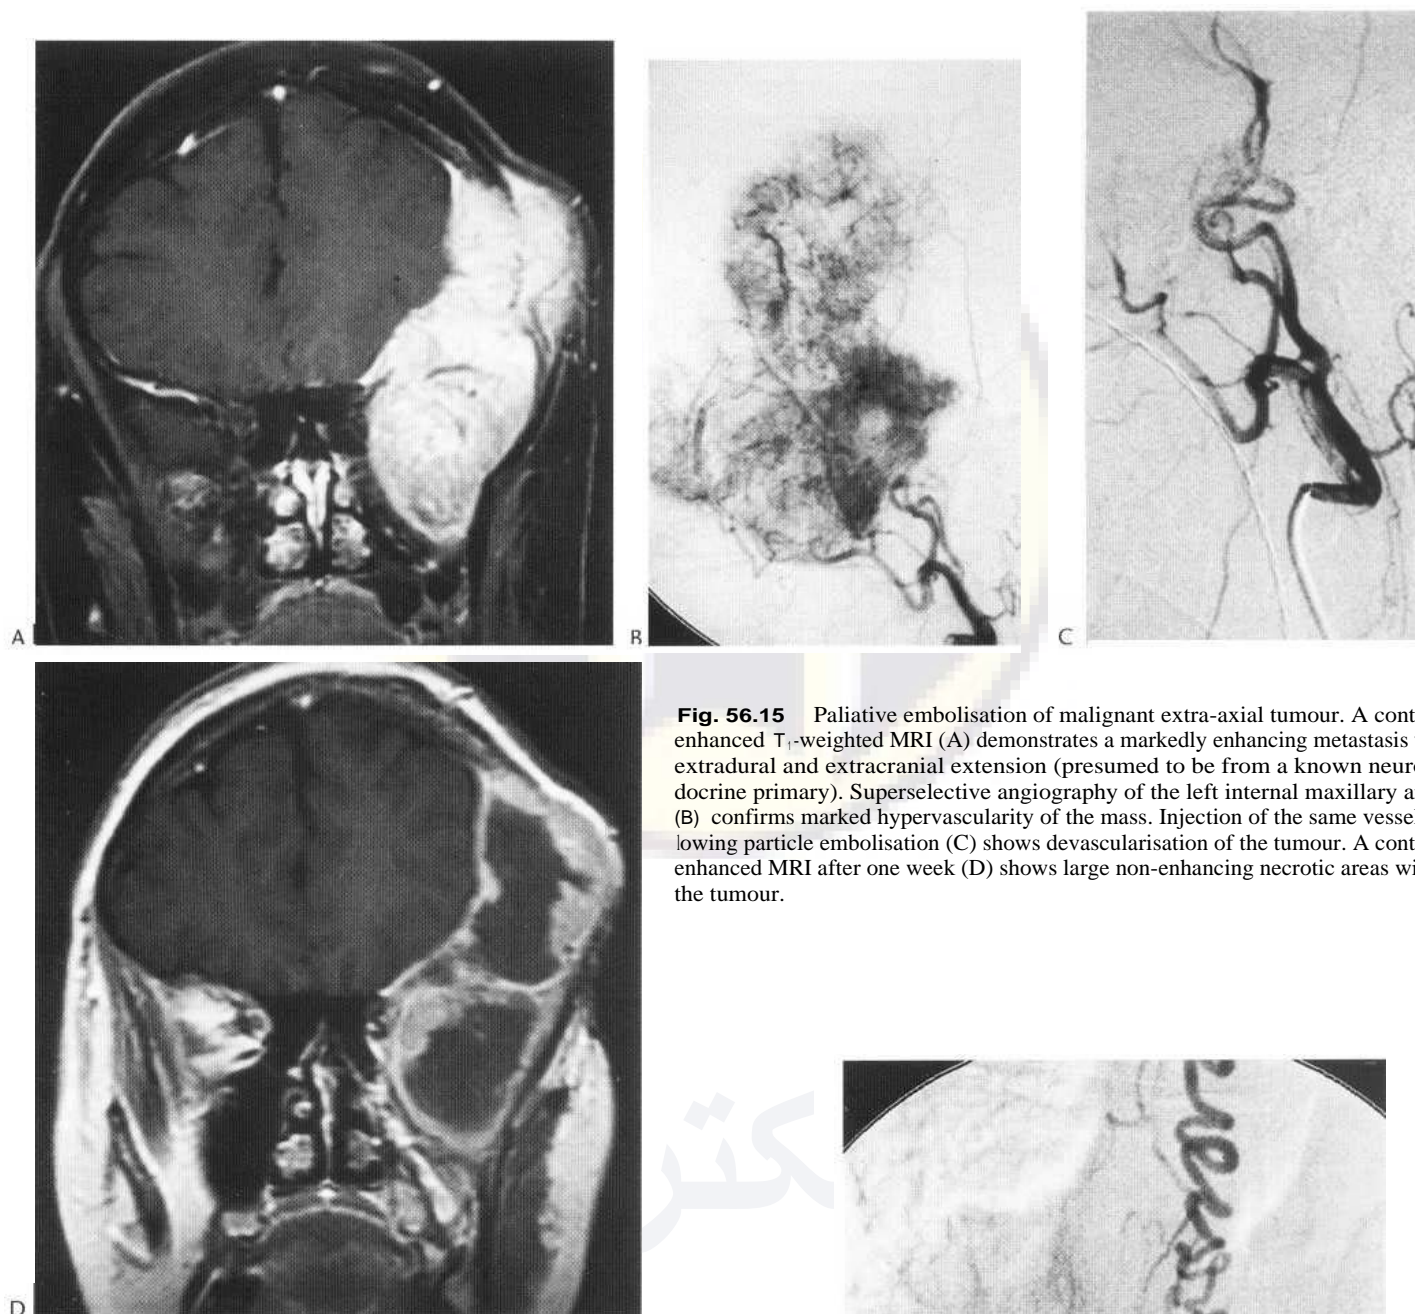 A
B
C
Fig. 56.15 Paliative embolisation of malignant extra-axial tumour. A cont
enhanced T1-weighted MRI (A) demonstrates a markedly enhancing metastasis
extradural and extracranial extension (presumed to be from a known neuro
docrine primary). Superselective angiography of the left internal maxillary a
(B) confirms marked hypervascularity of the mass. Injection of the same vessel
lowing particle embolisation (C) shows devascularisation of the tumour. A cont
enhanced MRI after one week (D) shows large non-enhancing necrotic areas wi
the tumour.
كتر
D